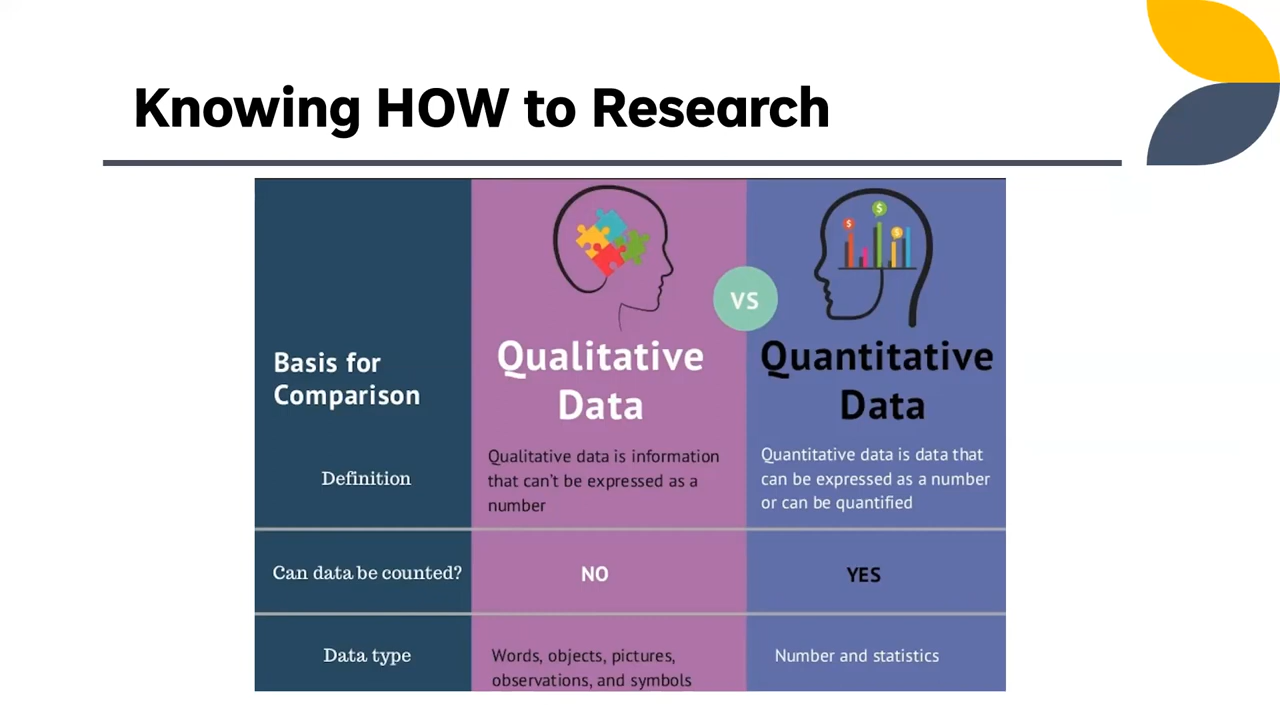 Knowing HOW to Research
$
$
$
VS
Basis for
Comparison
Qualitative
Data
Quantitative
Data
Definition
Qualitative data is information
that can't be expressed as a
number
Quantitative data is data that
can be expressed as a number
or can be quantified
Can data be counted?
NO
YES
Data type
Words, objects, pictures,
observations, and symbols
Number and statistics